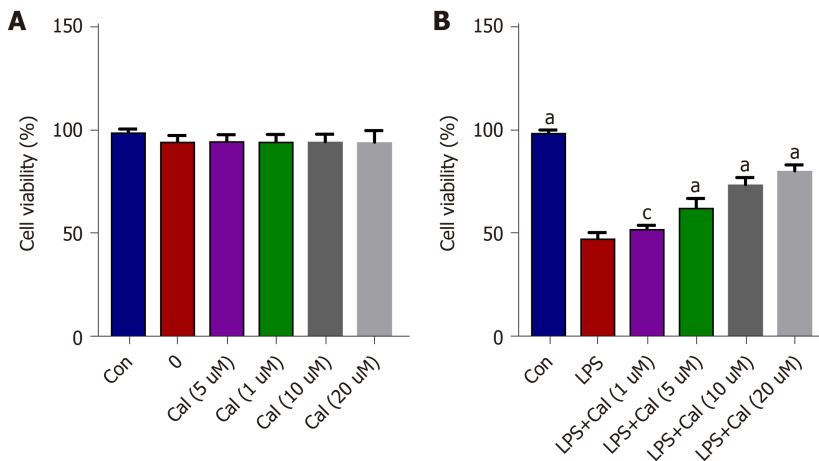 A
Cell viability (%)
150
100
50
0
Con
0
Cal (5 uM)
Cal (1 uM)
Cal (10 uM)
Cal (20 uM)
B
Cell viability (%)
150
100
50
0
a
c
a
a
a
Con
LPS
LPS+Cal (1 uM)
LPS+Cal (5 uM)
LPS+Cal (10 uM)
LPS+Cal (20 uM)